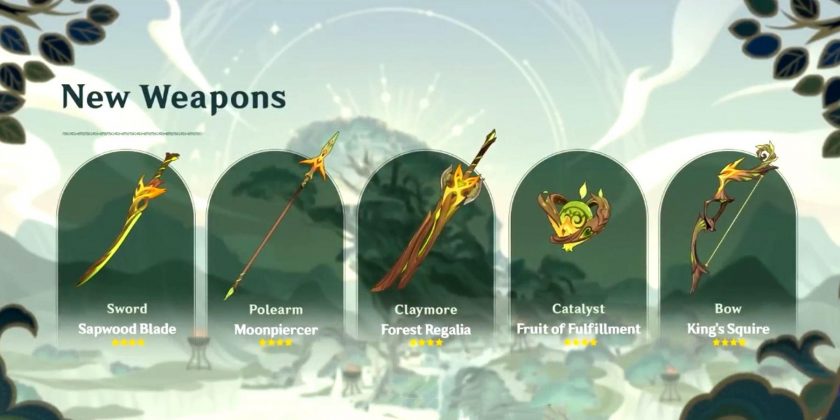 New Weapons
Sword
Sapwood Blade
Polearm
Moonpiercer
Claymore
Forest Regalia
Catalyst
Fruit of Fulfillment
Bow
King's Squire